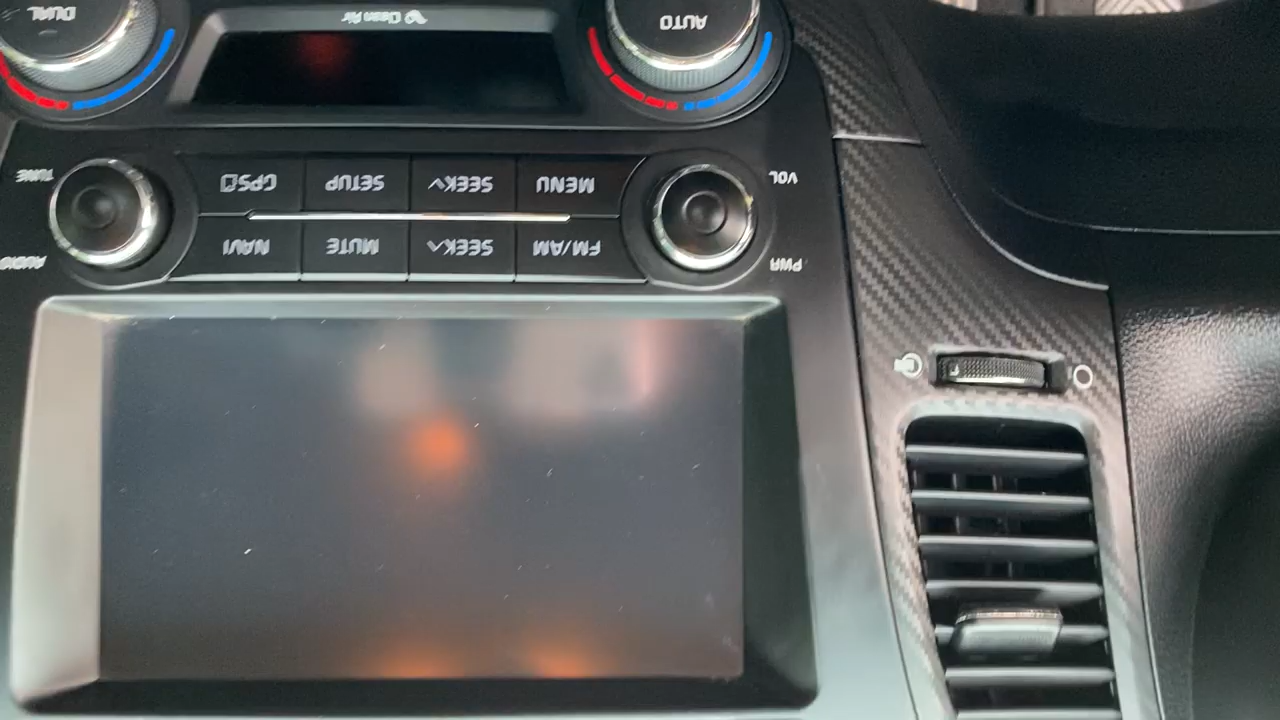 PWR FM/AM SEEK∧ MUTE NAVI AUDIO
VOL MENU SEEK∨ SETUP GPS TUNE
AUTO Clean Air DUAL